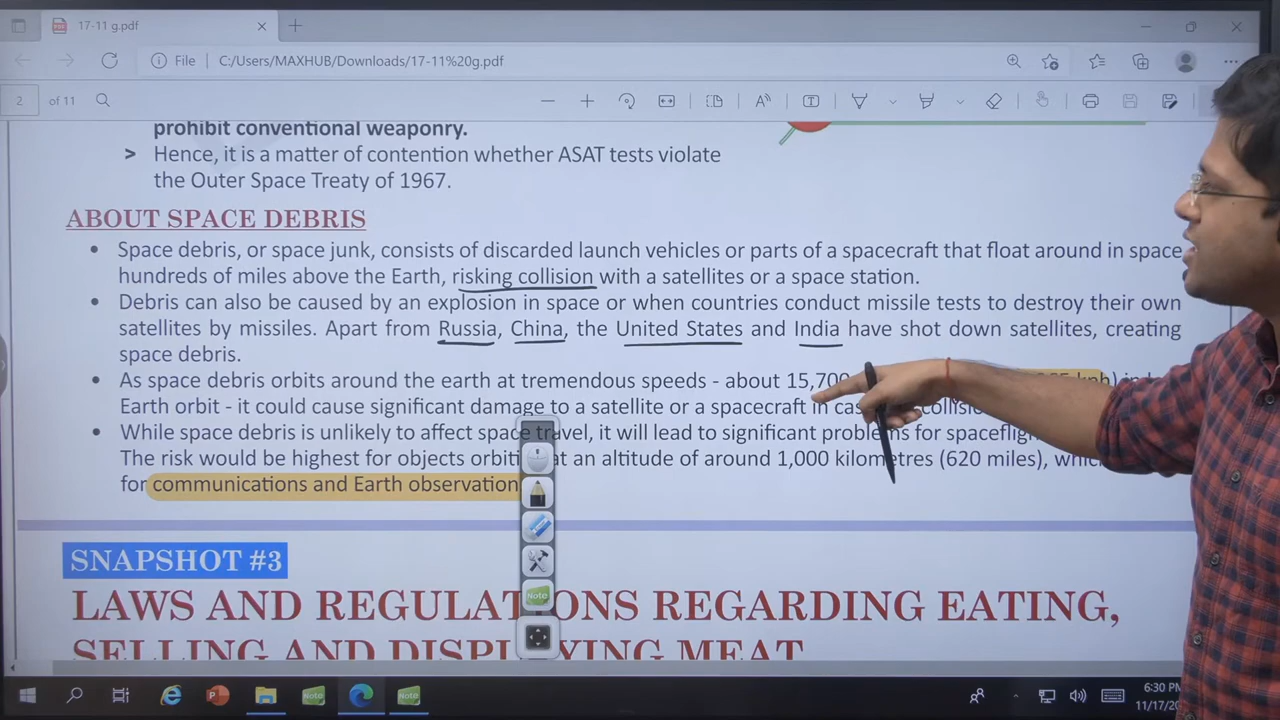 17-11 g.pdf
File
C:/Users/MAXHUB/Downloads/17-11%20g.pdf
2 of 11
prohibit conventional weaponry.
> Hence, it is a matter of contention whether ASAT tests violate
the Outer Space Treaty of 1967.
ABOUT SPACE DEBRIS
• Space debris, or space junk, consists of discarded launch vehicles or parts of a spacecraft that float around in space
hundreds of miles above the Earth, risking collision with a satellites or a space station.
• Debris can also be caused by an explosion in space or when countries conduct missile tests to destroy their own
satellites by missiles. Apart from Russia, China, the United States and India have shot down satellites, creating
space debris.
• As space debris orbits around the earth at tremendous speeds - about 15,700 kph)
Earth orbit - it could cause significant damage to a satellite or a spacecraft in
• While space debris is unlikely to affect space travel, it will lead to significant problems for
The risk would be highest for objects at an altitude of around 1,000 kilometres (620 miles),
for communications and Earth observation
SNAPSHOT #3
LAWS AND REGULATIONS REGARDING EATING,
SELLING AND DISPLAYING MEAT
Note
Note
Note
6:30 PM